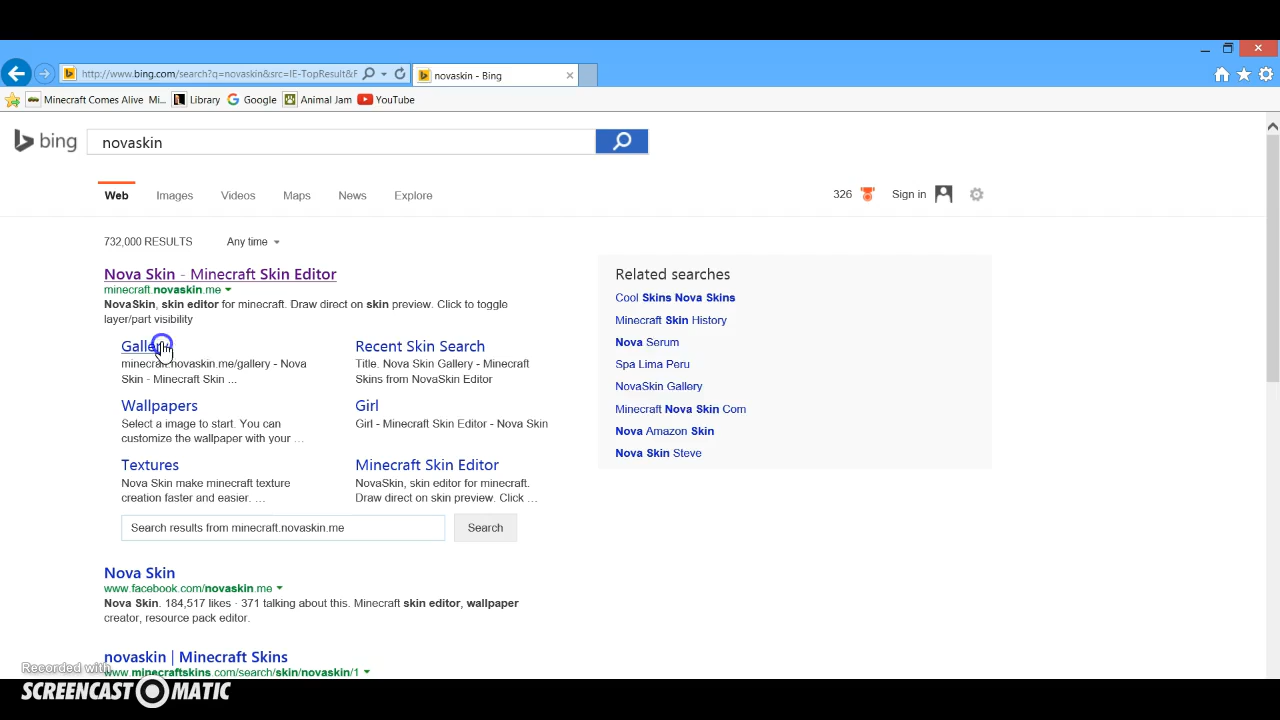 http://www.bing.com/search?q=novaskin&src=IE-TopResult&F
novaskin - Bing
Minecraft Comes Alive Mi... Library Google Animal Jam YouTube
bing novaskin
Web Images Videos Maps News Explore 326 Sign in
732,000 RESULTS Any time
Nova Skin - Minecraft Skin Editor
minecraft.novaskin.me
NovaSkin, skin editor for minecraft. Draw direct on skin preview. Click to toggle
layer/part visibility
Gallery
minecraft.novaskin.me/gallery - Nova
Skin - Minecraft Skin ...
Recent Skin Search
Title. Nova Skin Gallery - Minecraft
Skins from NovaSkin Editor
Wallpapers
Select a image to start. You can
customize the wallpaper with your ...
Girl
Girl - Minecraft Skin Editor - Nova Skin
Textures
Nova Skin make minecraft texture
creation faster and easier. ...
Minecraft Skin Editor
NovaSkin, skin editor for minecraft.
Draw direct on skin preview. Click ...
Search results from minecraft.novaskin.me Search
Nova Skin
www.facebook.com/novaskin.me
Nova Skin. 184,517 likes · 371 talking about this. Minecraft skin editor, wallpaper
creator, resource pack editor.
novaskin | Minecraft Skins
www.minecraftskins.com/search/skin/novaskin/1
Related searches
Cool Skins Nova Skins
Minecraft Skin History
Nova Serum
Spa Lima Peru
NovaSkin Gallery
Minecraft Nova Skin Com
Nova Amazon Skin
Nova Skin Steve
Recorded with
SCREENCAST MATIC